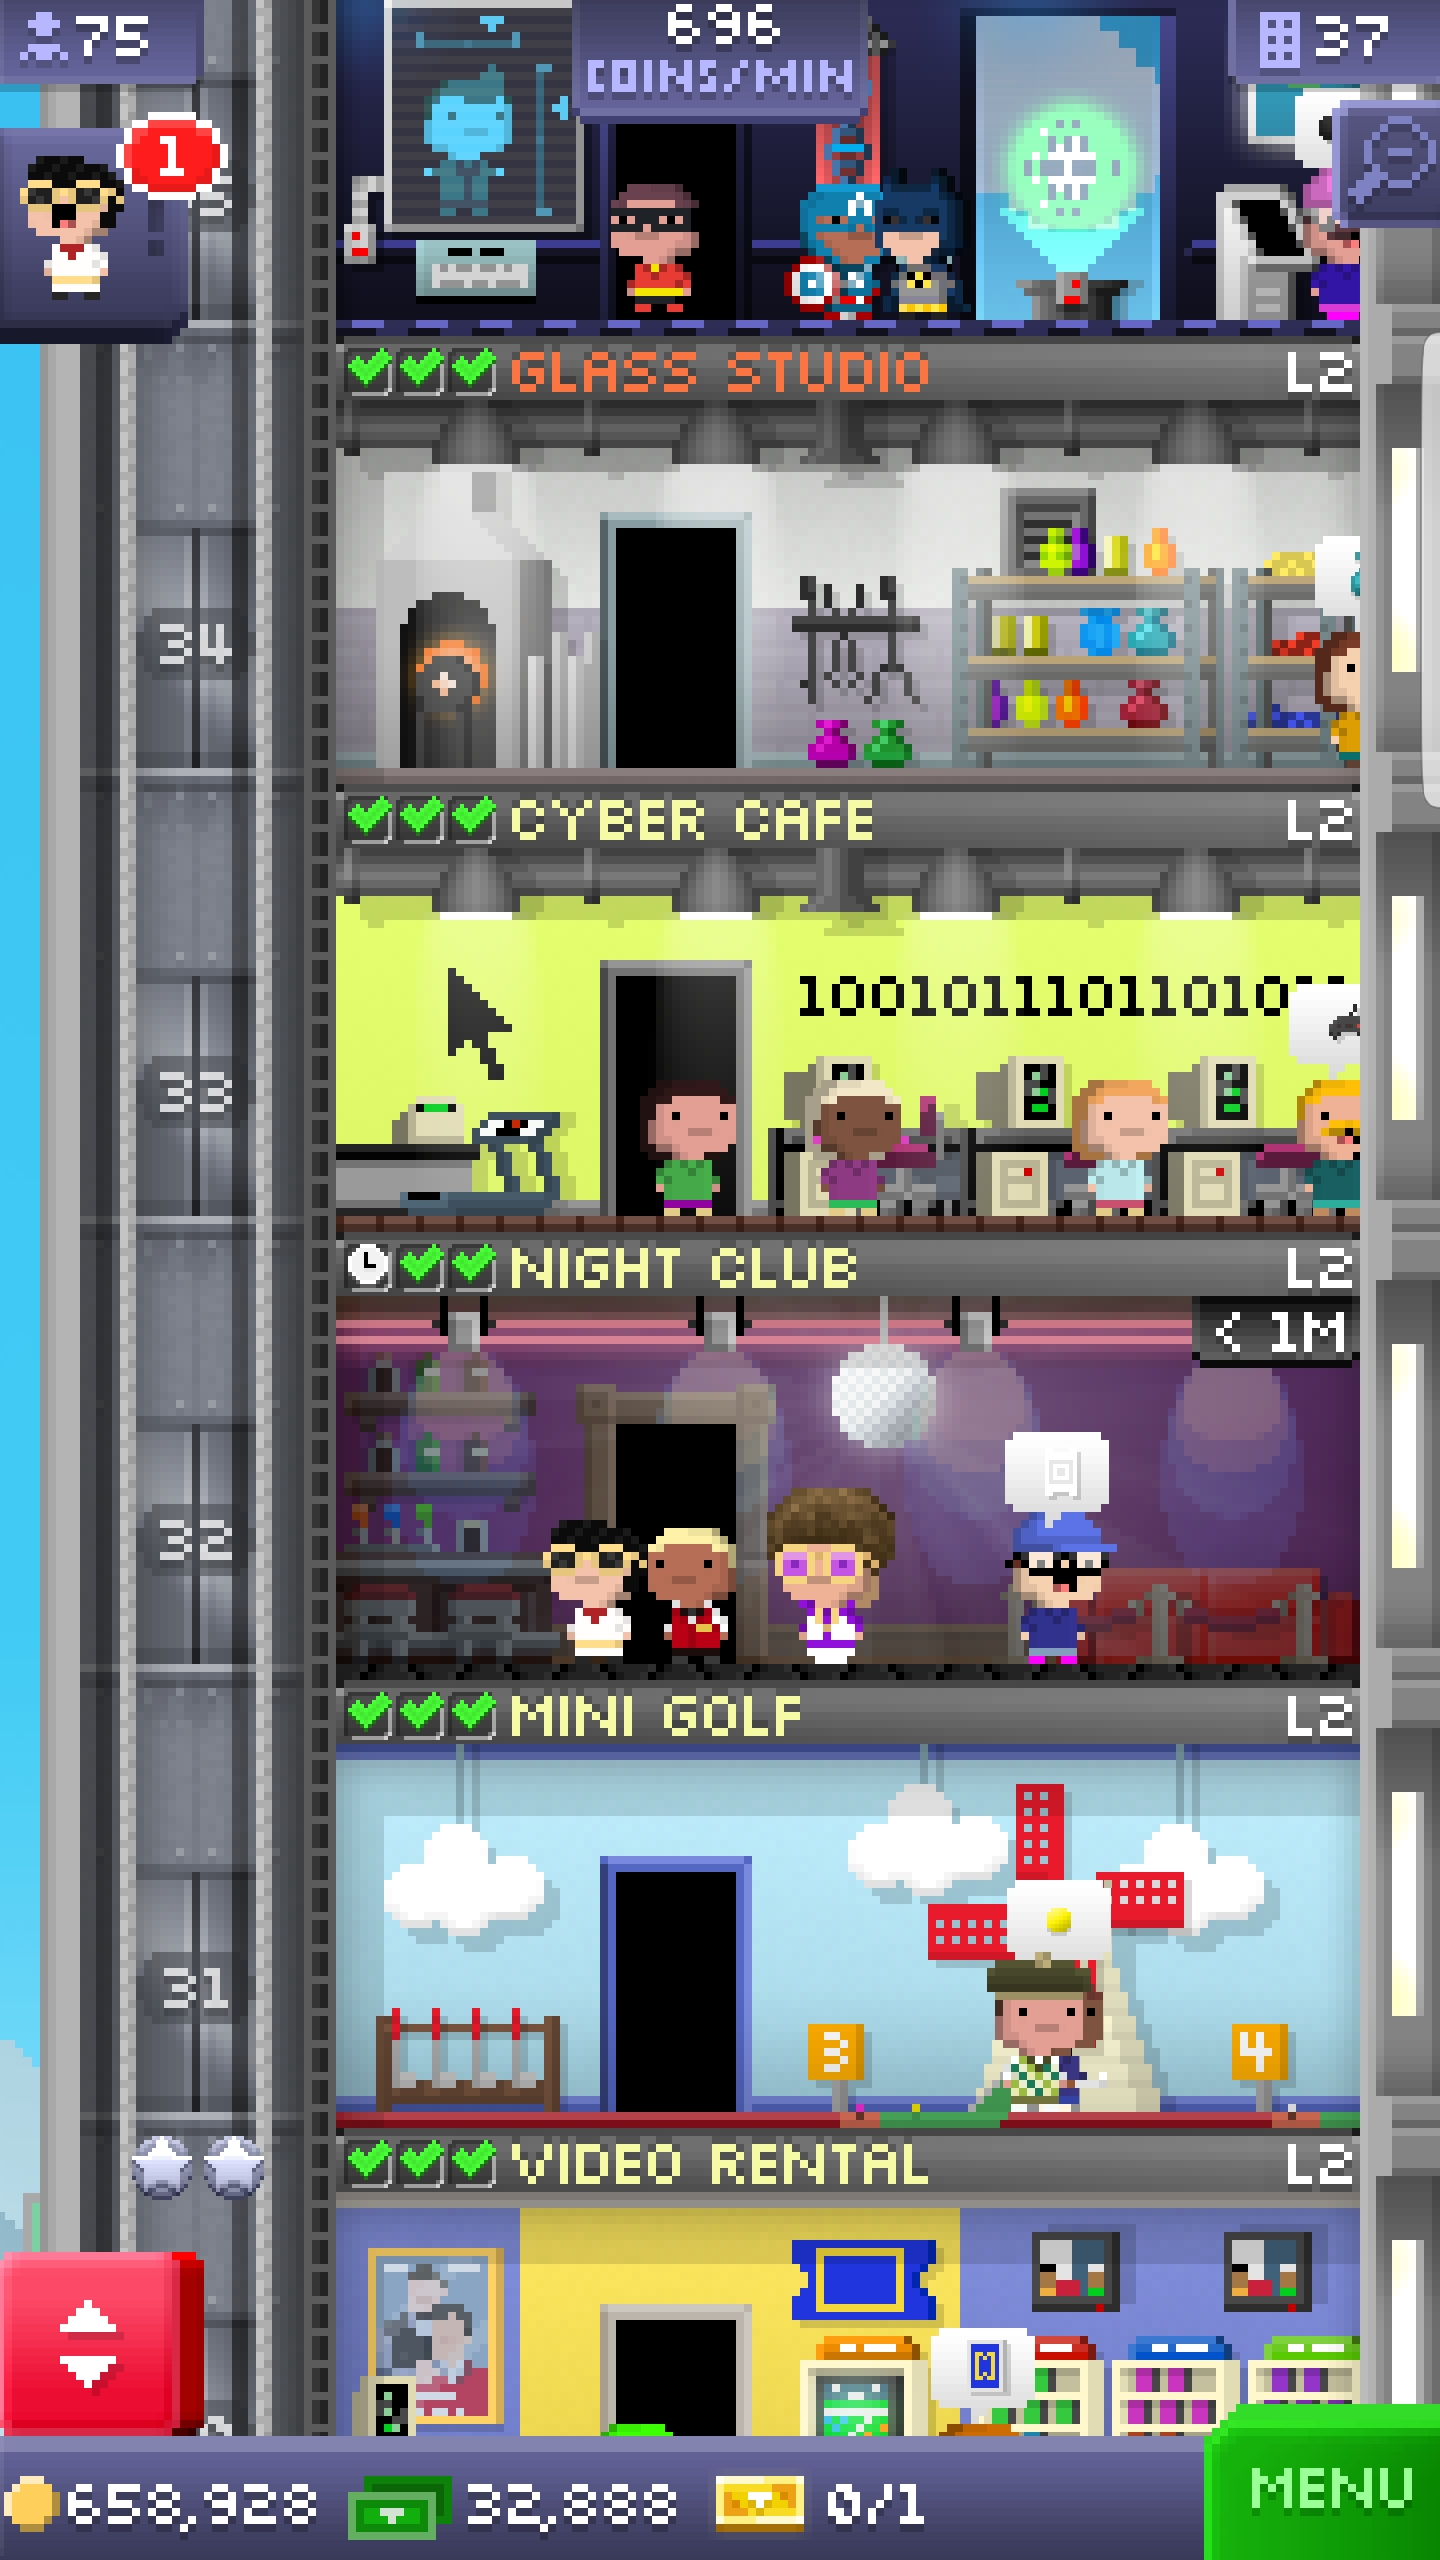 75
696
COINS/MIN
37
1
GLASS STUDIO
L2
34
CYBER CAFE
L2
1001011101101010
33
NIGHT CLUB
L2
< 1M
32
MINI GOLF
L2
31
3
4
VIDEO RENTAL
L2
658,928
32,888
0/1
MENU